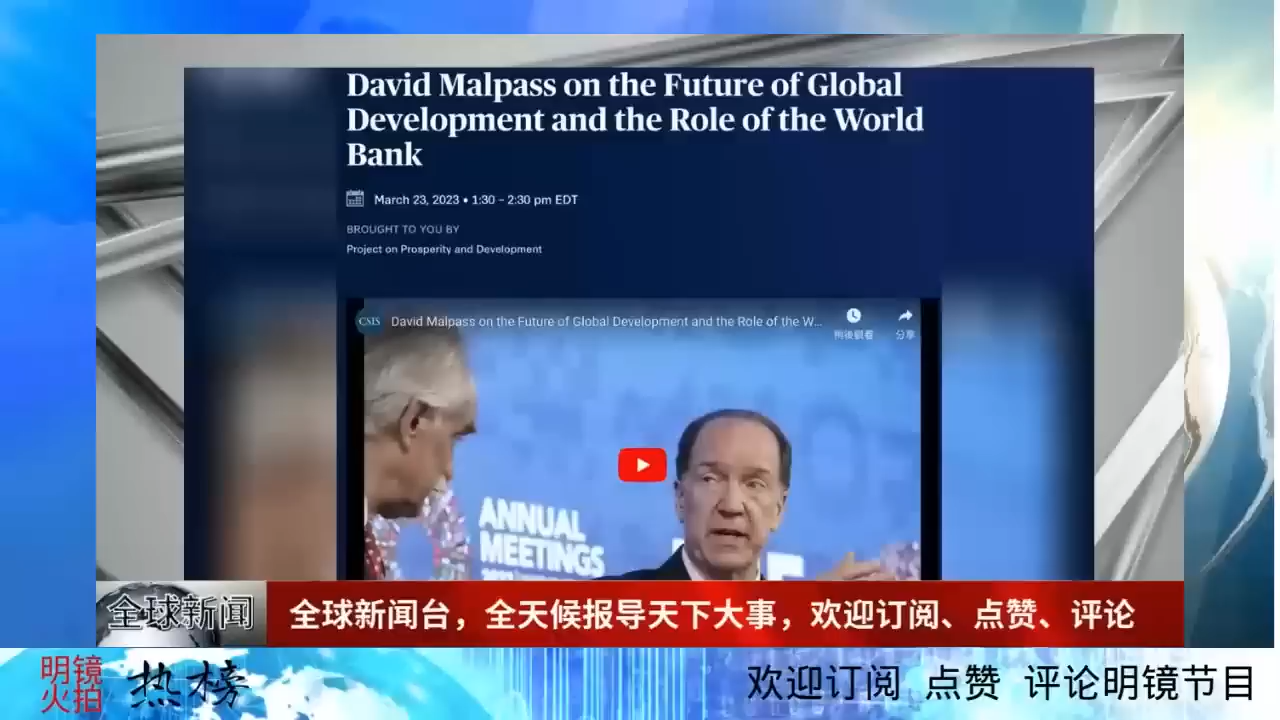 David Malpass on the Future of Global
Development and the Role of the World
Bank
March 23, 2023 • 1:30 – 2:30 pm EDT
BROUGHT TO YOU BY
Project on Prosperity and Development
CSIS
David Malpass on the Future of Global Development and the Role of the W...
稍後觀看
分享
ANNUAL
MEETINGS
全球新闻
全球新闻台，全天候报导天下大事，欢迎订阅、点赞、评论
明镜
火拍
热榜
欢迎订阅 点赞 评论明镜节目